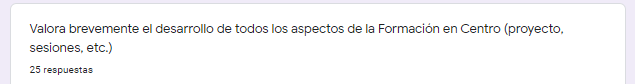 Valora brevemente el desarrollo de todos los aspectos de la Formación en Centro (proyecto,
sesiones, etc.)
25 respuestas